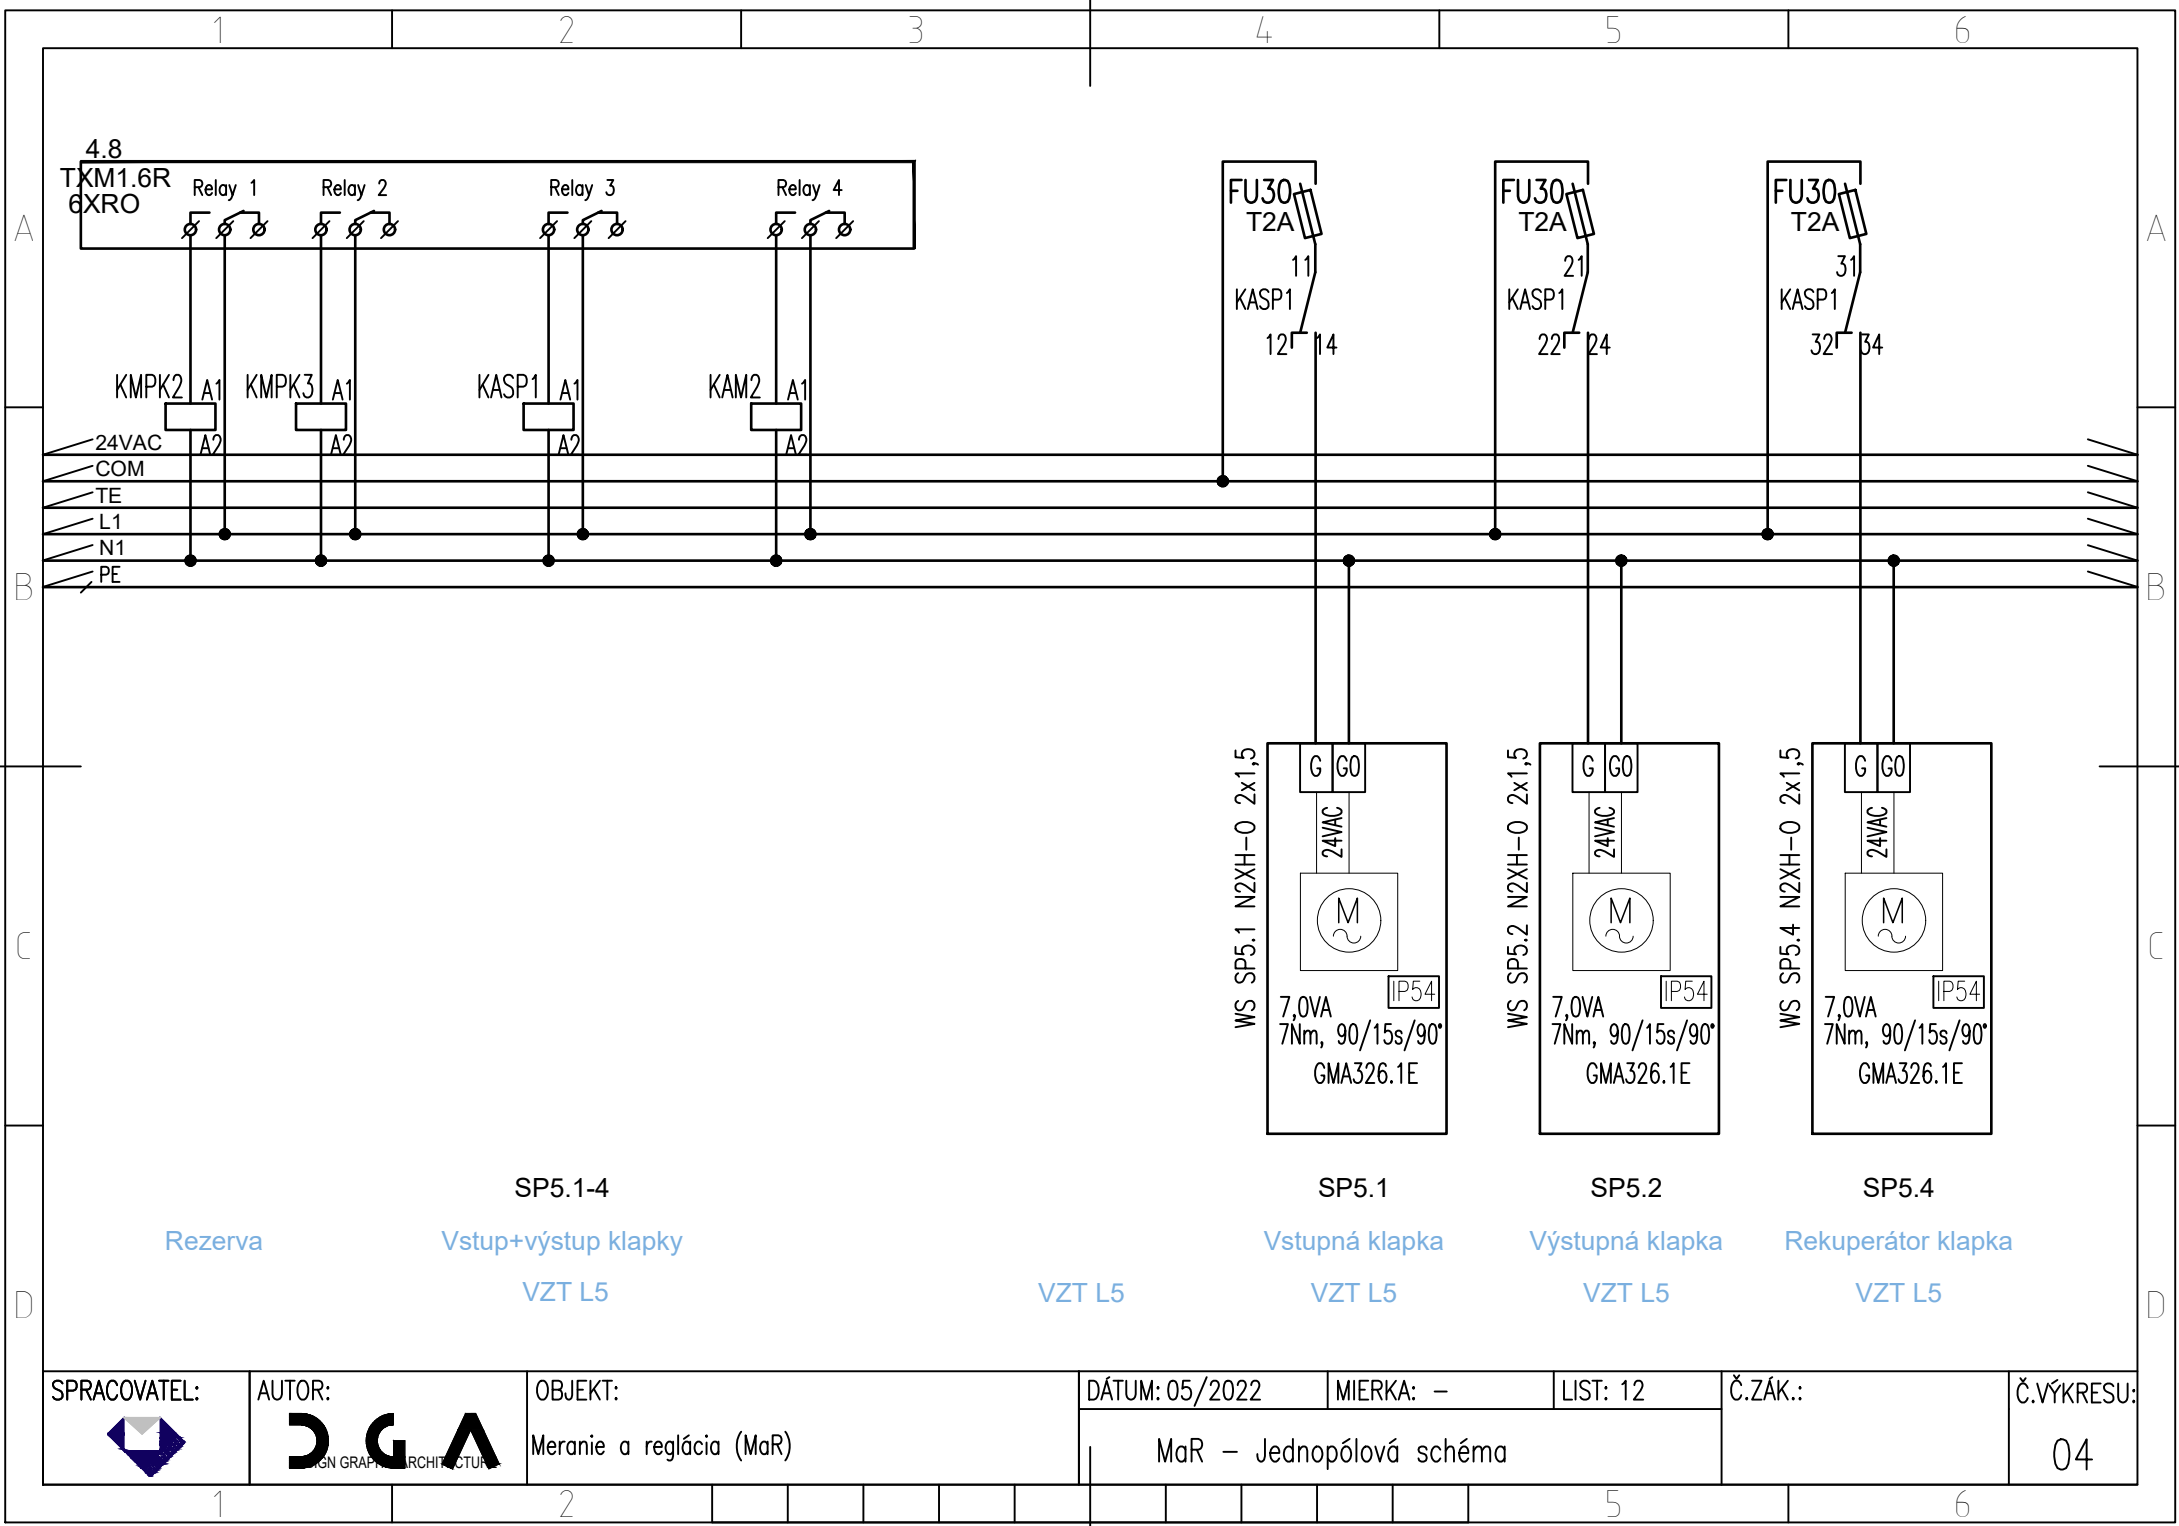 1 2 3 4 5 6
4.8
TXM1.6R
6XRO
Relay 1 Relay 2 Relay 3 Relay 4
A A
FU30 FU30 FU30
T2A T2A T2A
11 21 31
KASP1 KASP1 KASP1
12 14 22 24 32 34
KMPK2 A1 KMPK3 A1 KASP1 A1 KAM2 A1
A2 A2 A2 A2
24VAC
COM
TE
L1
N1
PE
B B
WS SP5.1 N2XH-O 2x1,5
G G0
24VAC
M
IP54
7,0VA
7Nm, 90/15s/90°
GMA326.1E
WS SP5.2 N2XH-O 2x1,5
G G0
24VAC
M
IP54
7,0VA
7Nm, 90/15s/90°
GMA326.1E
WS SP5.4 N2XH-O 2x1,5
G G0
24VAC
M
IP54
7,0VA
7Nm, 90/15s/90°
GMA326.1E
C C
SP5.1-4 SP5.1 SP5.2 SP5.4
Rezerva Vstup+výstup klapky Vstupná klapka Výstupná klapka Rekuperátor klapka
VZT L5 VZT L5 VZT L5 VZT L5 VZT L5
D D
SPRACOVATEL: AUTOR: OBJEKT: DÁTUM: 05/2022 MIERKA: - LIST: 12 Č.ZÁK.: Č.VÝKRESU:
DGA
Meranie a reglácia (MaR) MaR - Jednopólová schéma 04
1 2 5 6